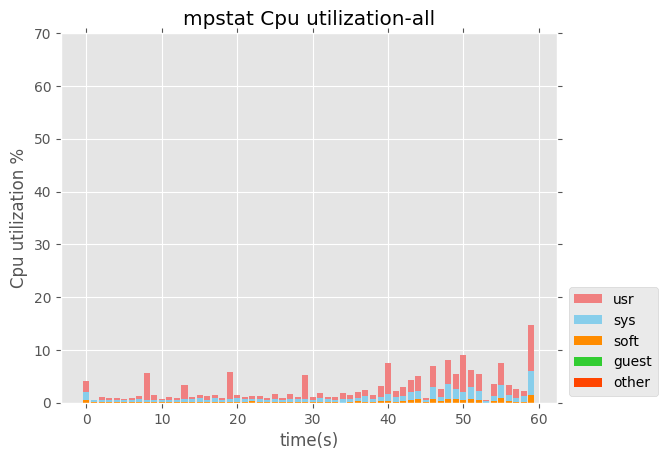 mpstat Cpu utilization-all
70
60
50
40
30
20
10
0
Cpu utilization %
0 10 20 30 40 50 60
time(s)
usr
sys
soft
guest
other